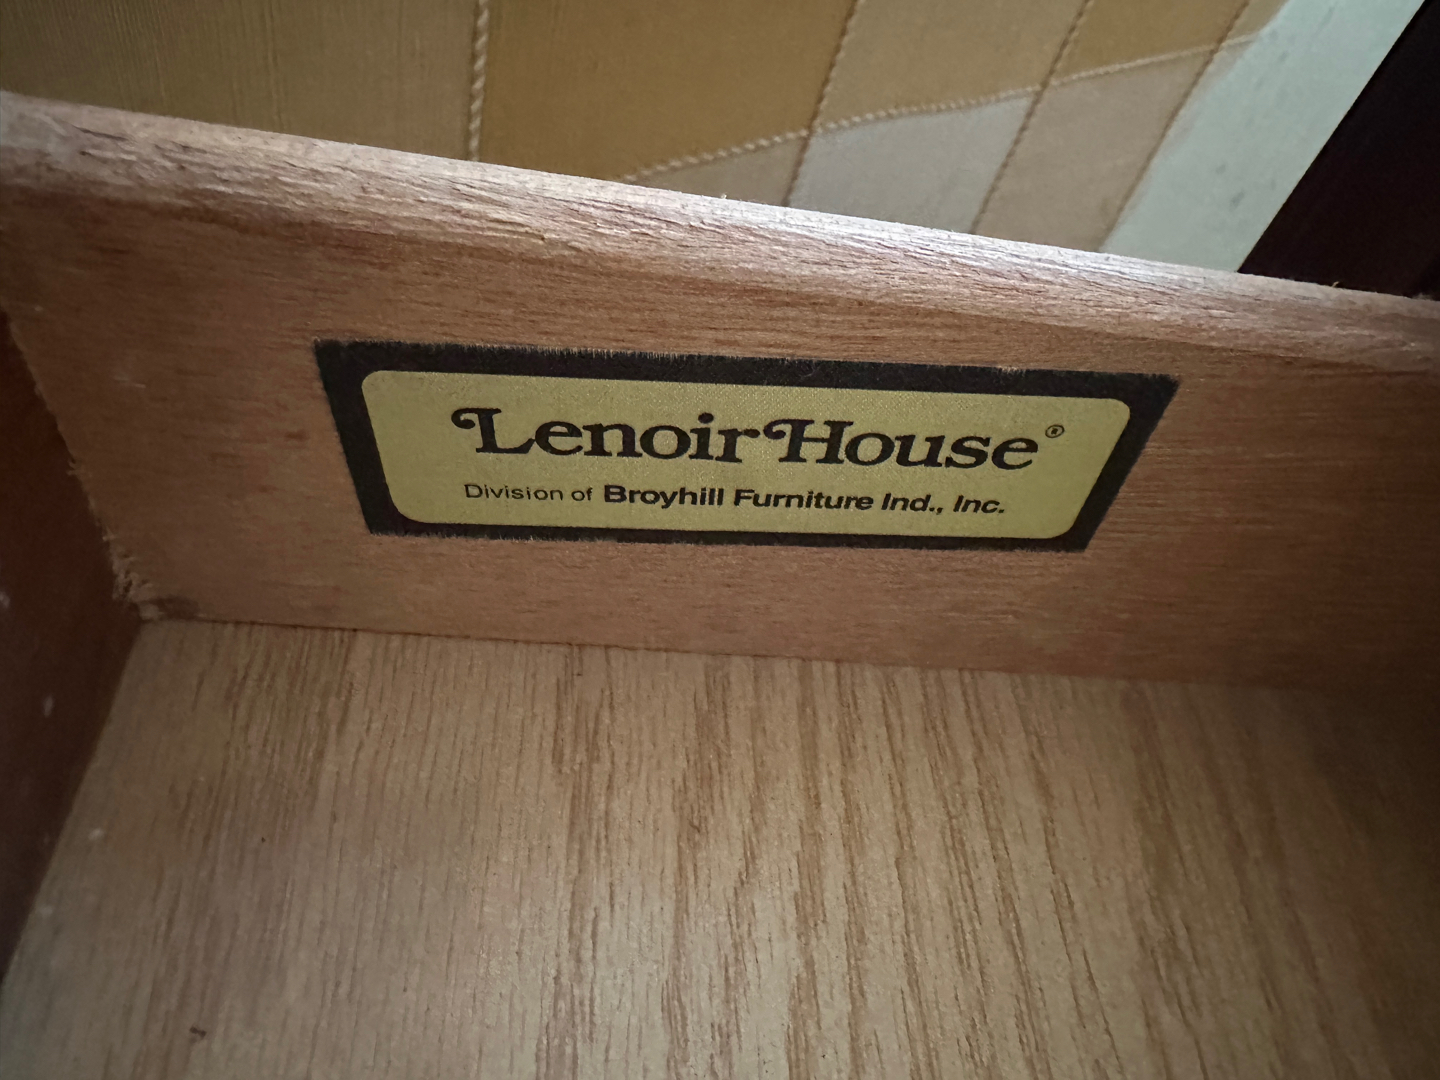 Lenoir House®
Division of Broyhill Furniture Ind., Inc.